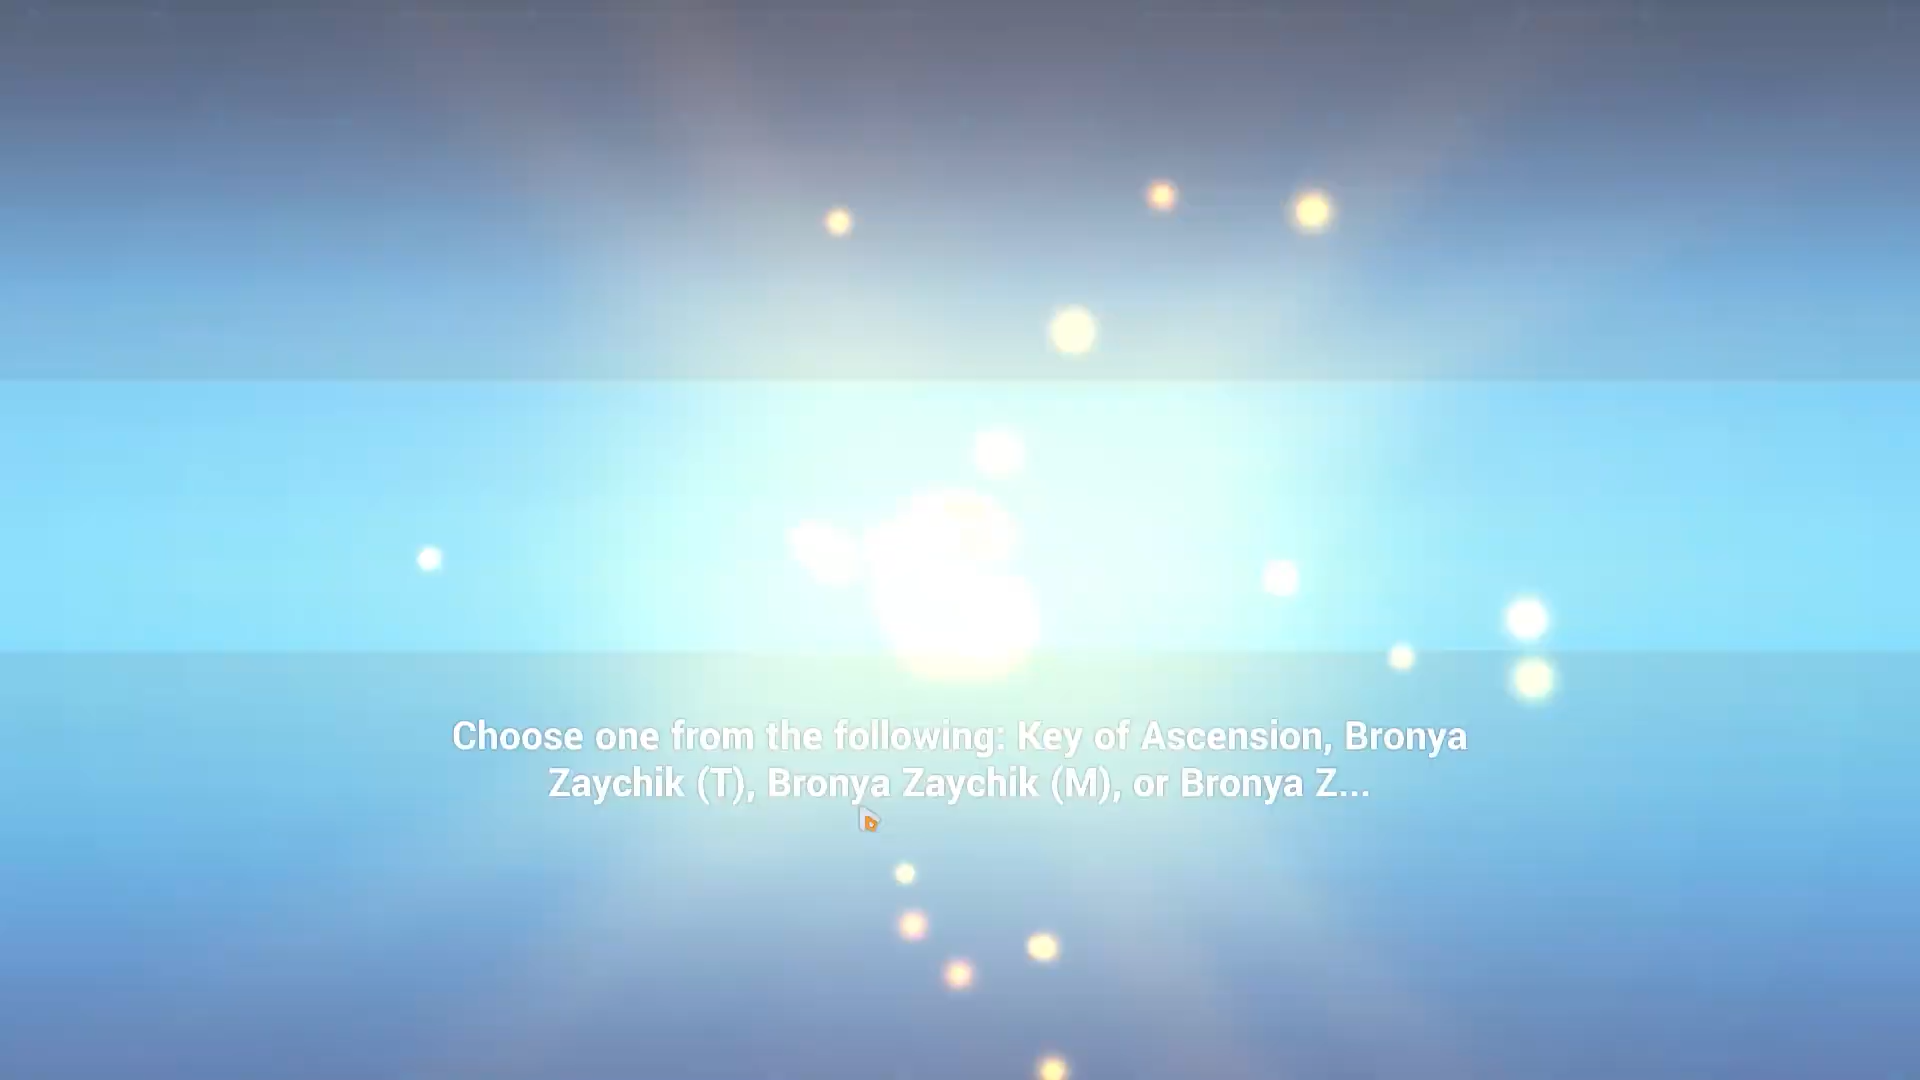 Choose one from the following: Key of Ascension, Bronya
Zaychik (T), Bronya Zaychik (M), or Bronya Z...